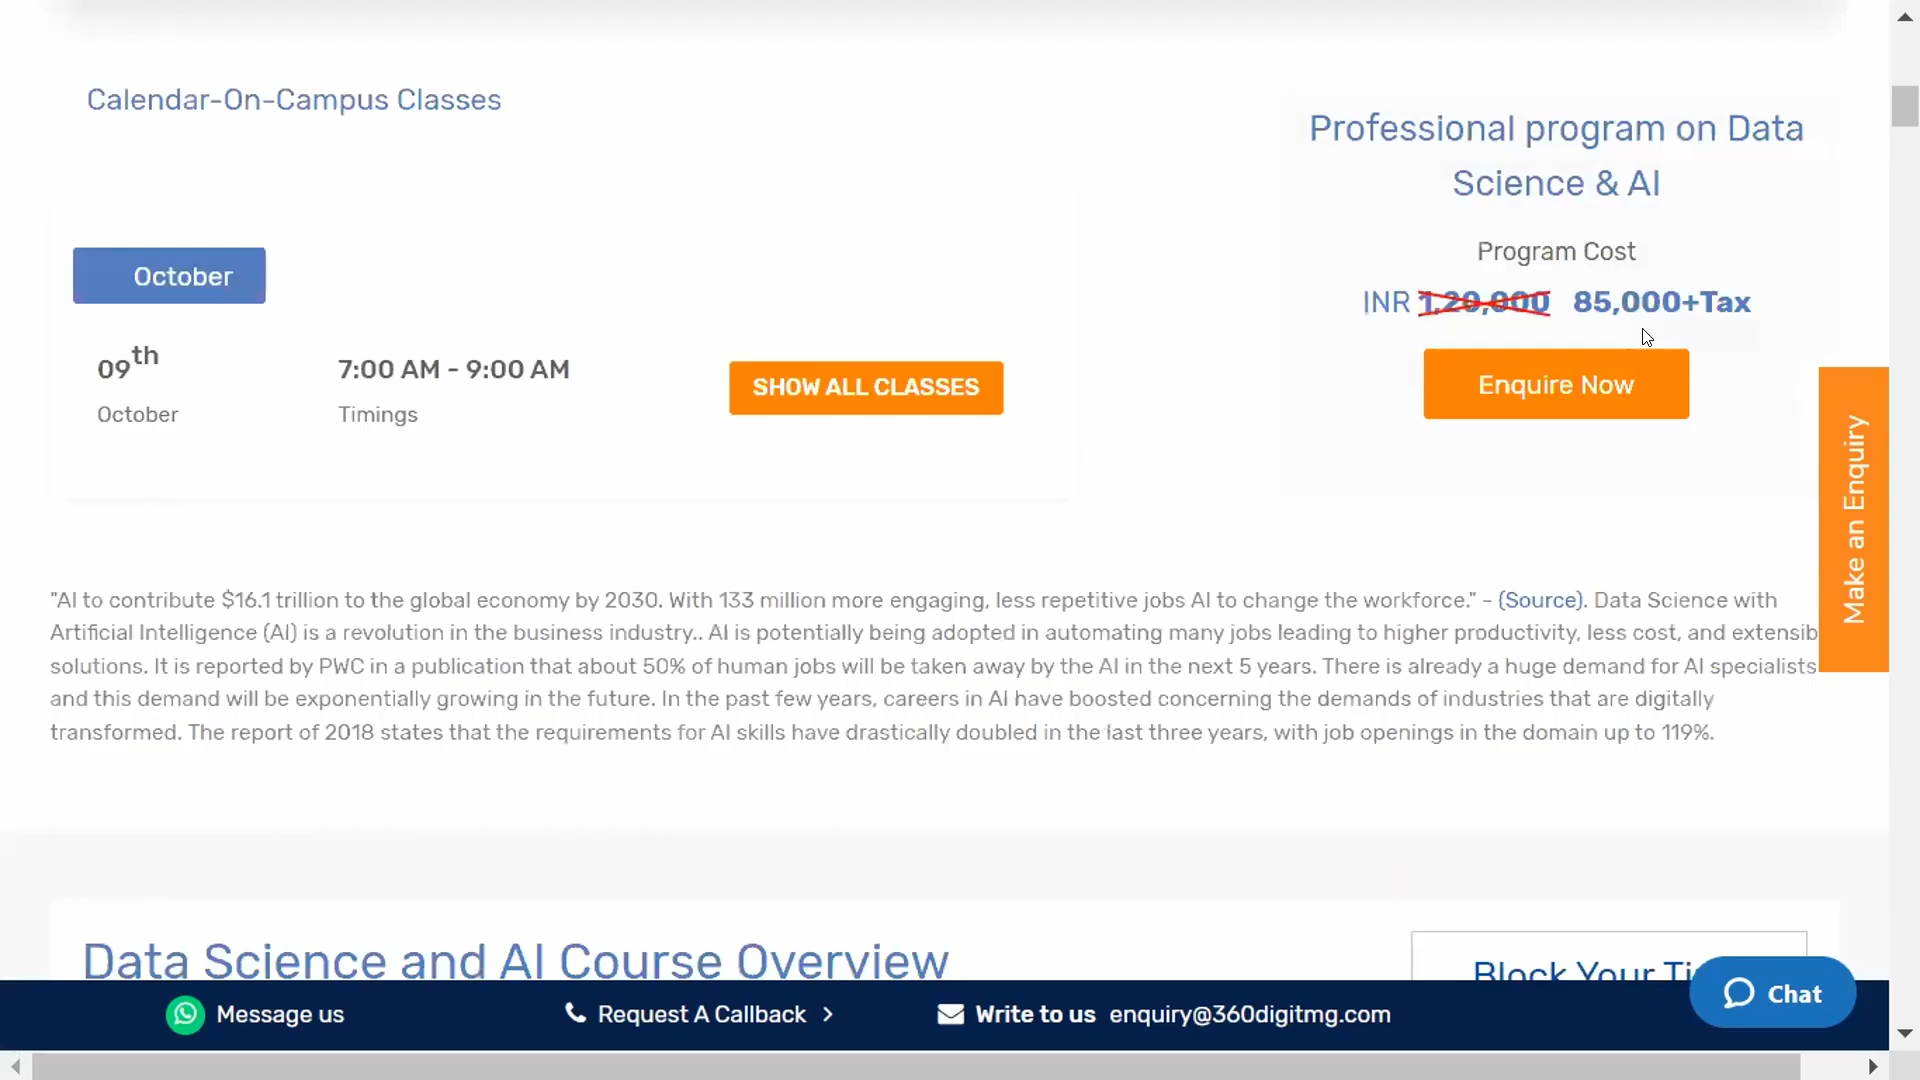 Calendar-On-Campus Classes
Professional program on Data
Science & AI
Program Cost
INR 1,20,000 85,000+Tax
Enquire Now
October
09th
October
7:00 AM - 9:00 AM
Timings
SHOW ALL CLASSES
Make an Enquiry
"AI to contribute $16.1 trillion to the global economy by 2030. With 133 million more engaging, less repetitive jobs AI to change the workforce." - (Source). Data Science with
Artificial Intelligence (AI) is a revolution in the business industry.. AI is potentially being adopted in automating many jobs leading to higher productivity, less cost, and extensib
solutions. It is reported by PWC in a publication that about 50% of human jobs will be taken away by the AI in the next 5 years. There is already a huge demand for AI specialists
and this demand will be exponentially growing in the future. In the past few years, careers in AI have boosted concerning the demands of industries that are digitally
transformed. The report of 2018 states that the requirements for AI skills have drastically doubled in the last three years, with job openings in the domain up to 119%.
Data Science and AI Course Overview
Block Your Ti
Message us
Request A Callback
Write to us enquiry@360digitmg.com
Chat